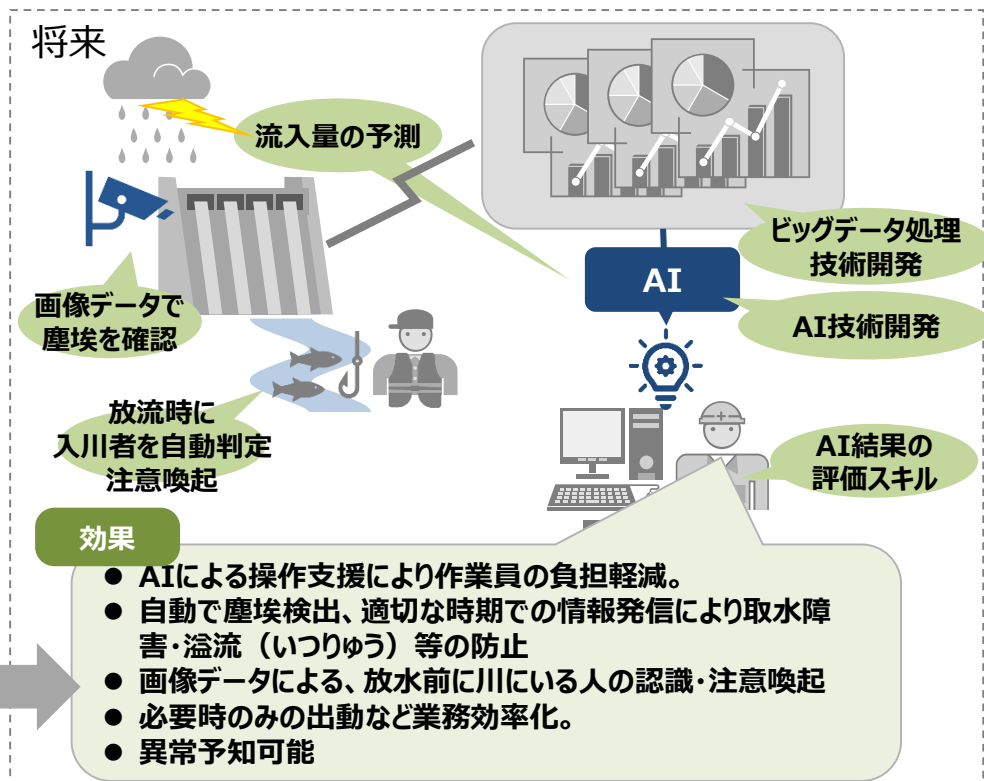 将来
流入量の予測
ビッグデータ処理
技術開発
AI
AI技術開発
画像データで
塵埃を確認
放流時に
入川者を自動判定
注意喚起
AI結果の
評価スキル
効果
● AIによる操作支援により作業員の負担軽減。
● 自動で塵埃検出、適切な時期での情報発信により取水障
害・溢流（いつりゅう）等の防止
● 画像データによる、放水前に川にいる人の認識・注意喚起
● 必要時のみの出動など業務効率化。
● 異常予知可能